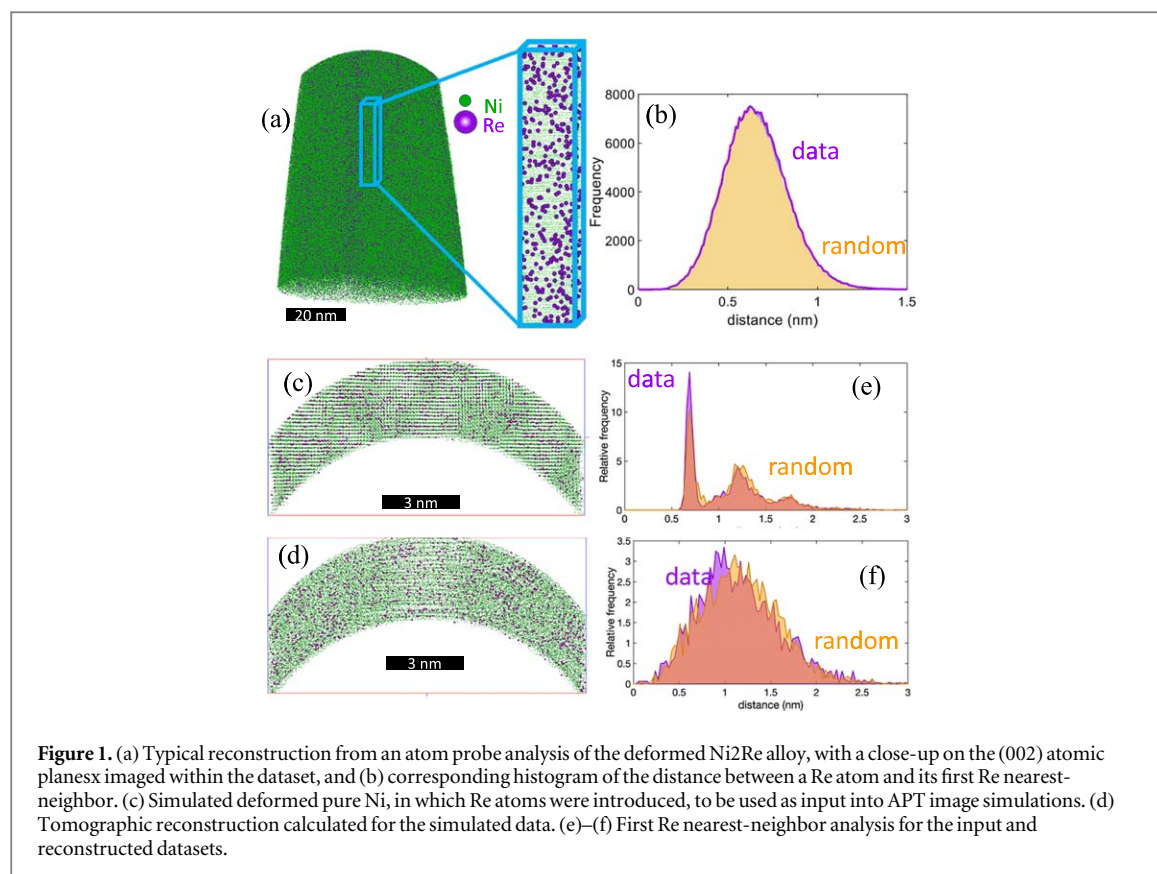 (a)
Ni
Re
20 nm
(b)
data
random
Frequency
8000
6000
4000
2000
0
0
0.5
1
1.5
distance (nm)
(c)
3 nm
data
(e)
random
Relative frequency
15
10
5
0
0
0.5
1
1.5
2
2.5
3
(d)
3 nm
data
(f)
random
Relative frequency
3.5
3
2.5
2
1.5
1
0.5
0
0
0.5
1
1.5
2
2.5
3
distance (nm)
Figure 1. (a) Typical reconstruction from an atom probe analysis of the deformed Ni2Re alloy, with a close-up on the (002) atomic
planesx imaged within the dataset, and (b) corresponding histogram of the distance between a Re atom and its first Re nearest-
neighbor. (c) Simulated deformed pure Ni, in which Re atoms were introduced, to be used as input into APT image simulations. (d)
Tomographic reconstruction calculated for the simulated data. (e)–(f) First Re nearest-neighbor analysis for the input and
reconstructed datasets.